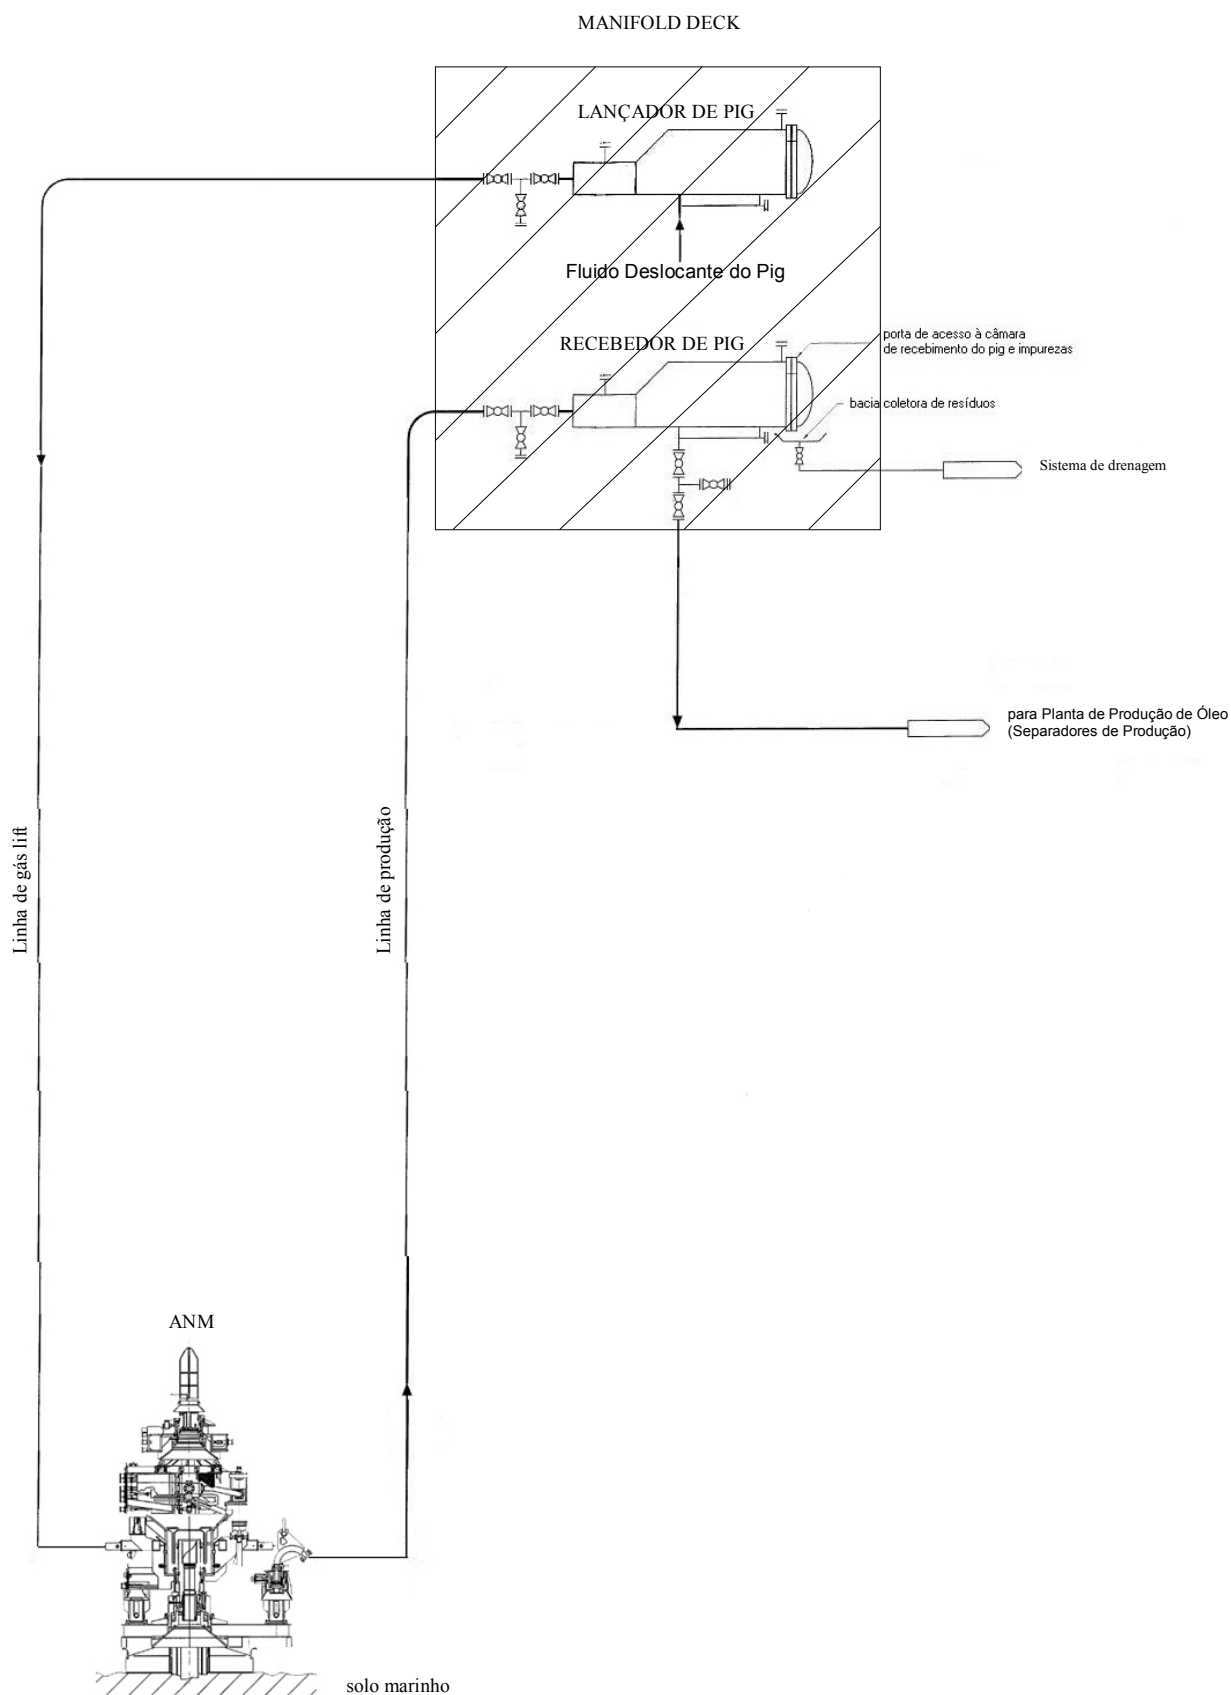 MANIFOLD DECK
LANÇADOR DE PIG
Fluido Deslocante do Pig
RECEBEDOR DE PIG
porta de acesso à câmara
de recebimento do pig e impurezas
bacia coletora de resíduos
Sistema de drenagem
para Planta de Produção de Óleo
(Separadores de Produção)
Linha de gás lift
Linha de produção
ANM
solo marinho